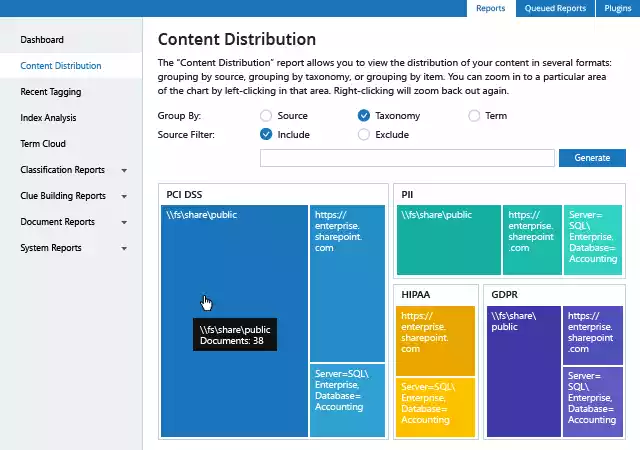 Reports
Queued Reports
Plugins
Dashboard
Content Distribution
Recent Tagging
Index Analysis
Term Cloud
Classification Reports
Clue Building Reports
Document Reports
System Reports
Content Distribution
The "Content Distribution" report allows you to view the distribution of your content in several formats:
grouping by source, grouping by taxonomy, or grouping by item. You can zoom in to a particular area
of the chart by left-clicking in that area. Right-clicking will zoom back out again.
Group By:
Source
Taxonomy
Term
Source Filter:
Include
Exclude
Generate
PCI DSS
\\fs\share\public
\\fs\share\public
Documents: 38
https://
enterprise.
sharepoint.
com
Server=SQL\
Enterprise,
Database=
Accounting
PII
\\fs\share\public
https://
enterprise.
sharepoint
.com
Server=
SQL\
Enterprise,
Database=
Accounting
HIPAA
https://
enterprise.
sharepoint
.com
Server=SQL\
Enterprise,
Database=
Accounting
GDPR
\\fs\share\
public
https://
enterprise.
sharepoint
.com
Server=
SQL\
Enterprise,
Database=
Accounting